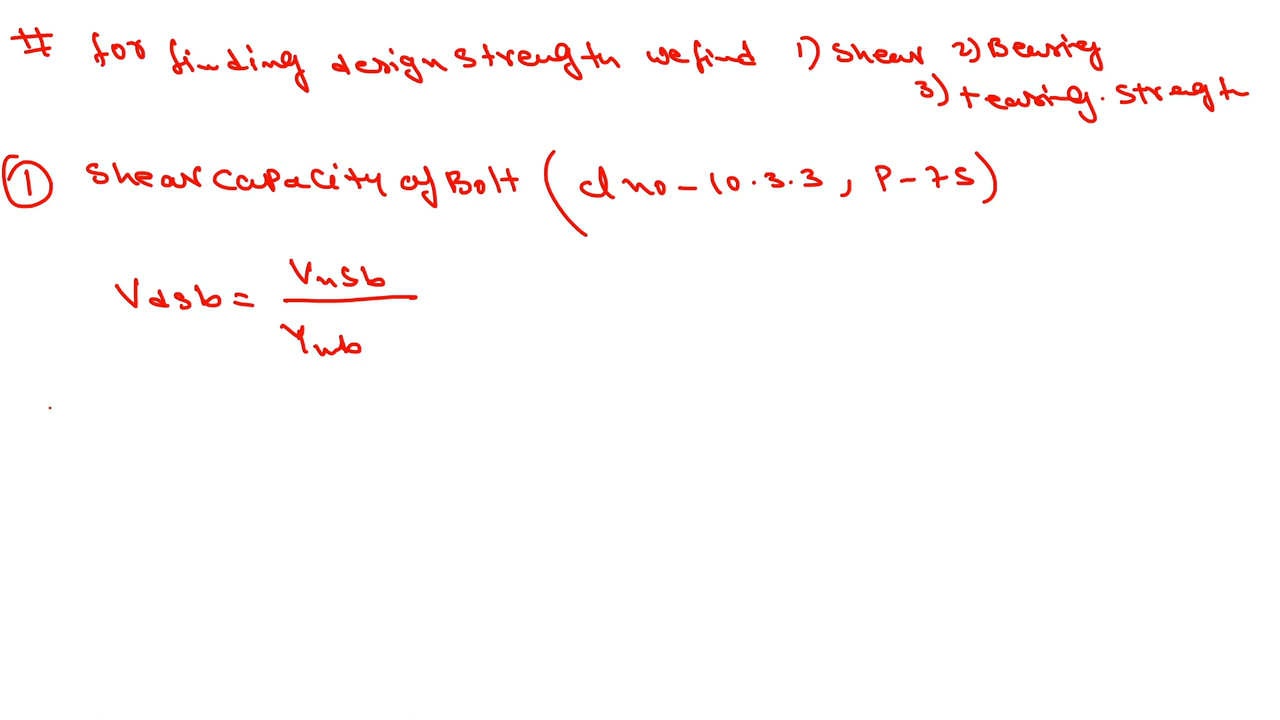 # for finding design strength we find 1) Shear 2) Bearing
3) tearing. strength
① Shear capacity of Bolt (cl no - 10.3.3, P-75)
Vdsb = Vnsb / γmb